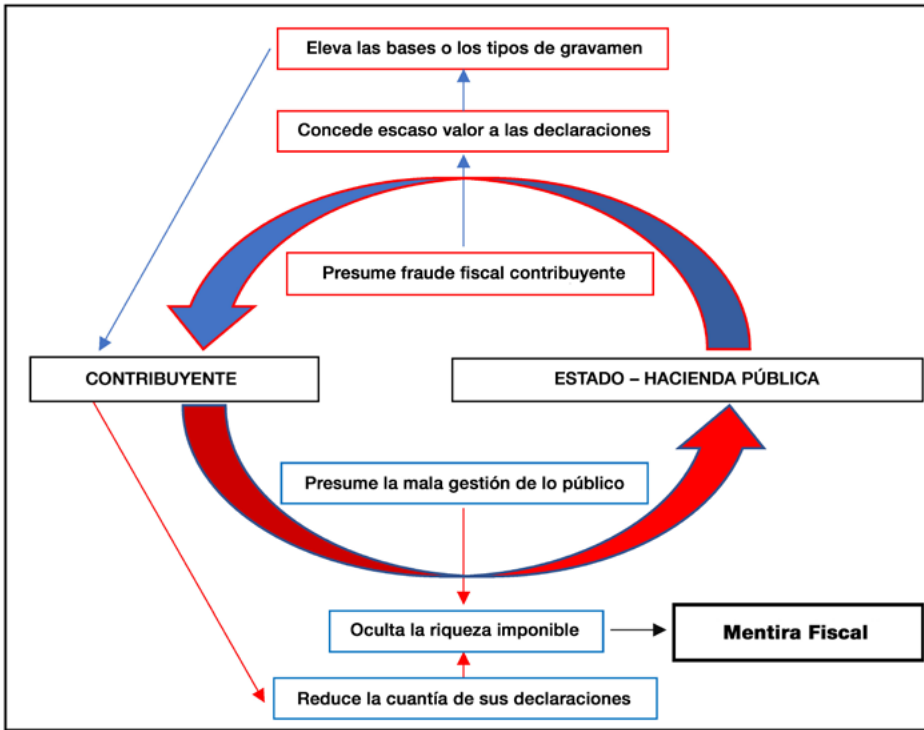 Eleva las bases o los tipos de gravamen
Concede escaso valor a las declaraciones
Presume fraude fiscal contribuyente
CONTRIBUYENTE
ESTADO – HACIENDA PÚBLICA
Presume la mala gestión de lo público
Oculta la riqueza imponible
Mentira Fiscal
Reduce la cuantía de sus declaraciones